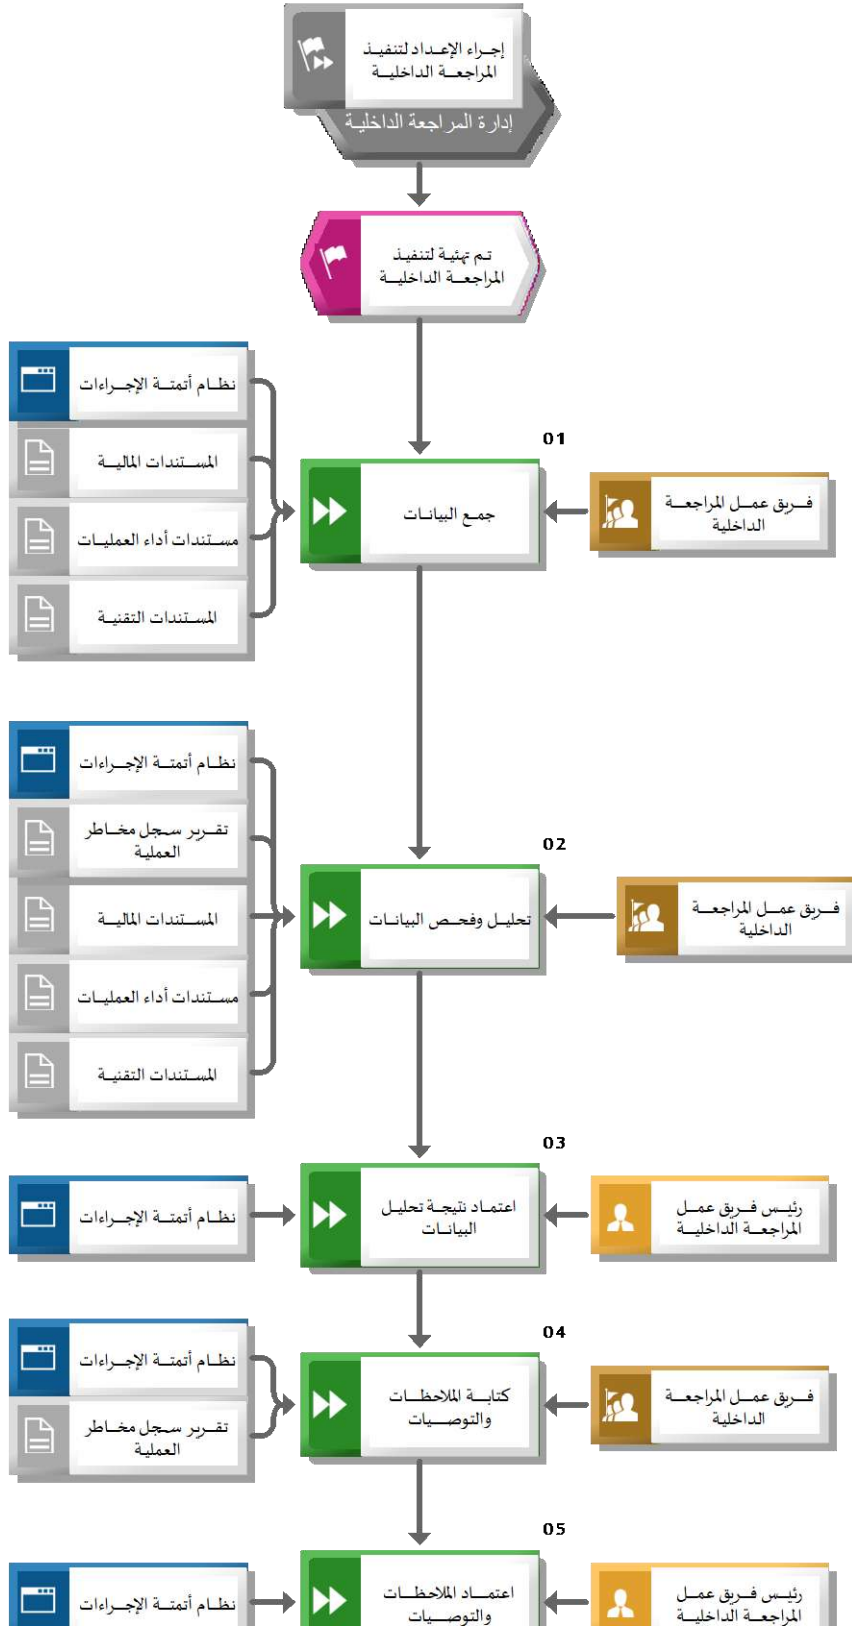 إجراء الإعداد لتنفيذ
المراجعة الداخلية
إدارة المراجعة الداخلية
تم تهيئة لتنفيذ
المراجعة الداخلية
01
فريق عمل المراجعة
الداخلية
جمع البيانات
نظام أتمتة الإجراءات
المستندات المالية
مستندات أداء العمليات
المستندات التقنية
02
فريق عمل المراجعة
الداخلية
تحليل وفحص البيانات
نظام أتمتة الإجراءات
تقرير سجل مخاطر
العملية
المستندات المالية
مستندات أداء العمليات
المستندات التقنية
03
رئيس فريق عمل
المراجعة الداخلية
اعتماد نتيجة تحليل
البيانات
نظام أتمتة الإجراءات
04
فريق عمل المراجعة
الداخلية
كتابة الملاحظات
والتوصيات
نظام أتمتة الإجراءات
تقرير سجل مخاطر
العملية
05
رئيس فريق عمل
المراجعة الداخلية
اعتماد الملاحظات
والتوصيات
نظام أتمتة الإجراءات